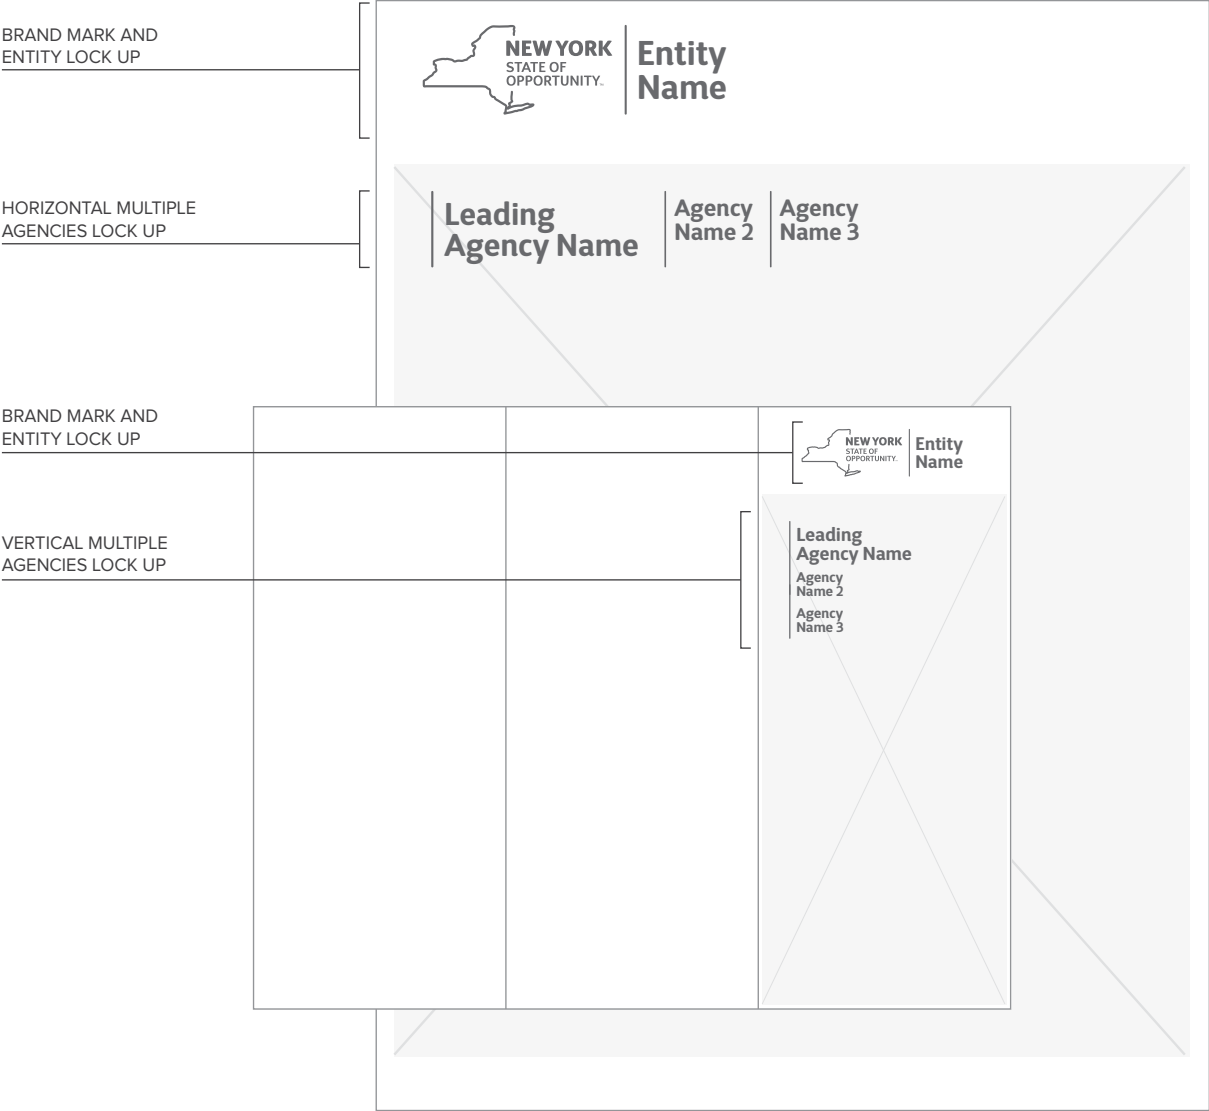 BRAND MARK AND
ENTITY LOCK UP
NEW YORK
STATE OF
OPPORTUNITY™
Entity
Name
HORIZONTAL MULTIPLE
AGENCIES LOCK UP
Leading
Agency Name
Agency
Name 2
Agency
Name 3
BRAND MARK AND
ENTITY LOCK UP
NEW YORK
STATE OF
OPPORTUNITY™
Entity
Name
VERTICAL MULTIPLE
AGENCIES LOCK UP
Leading
Agency Name
Agency
Name 2
Agency
Name 3